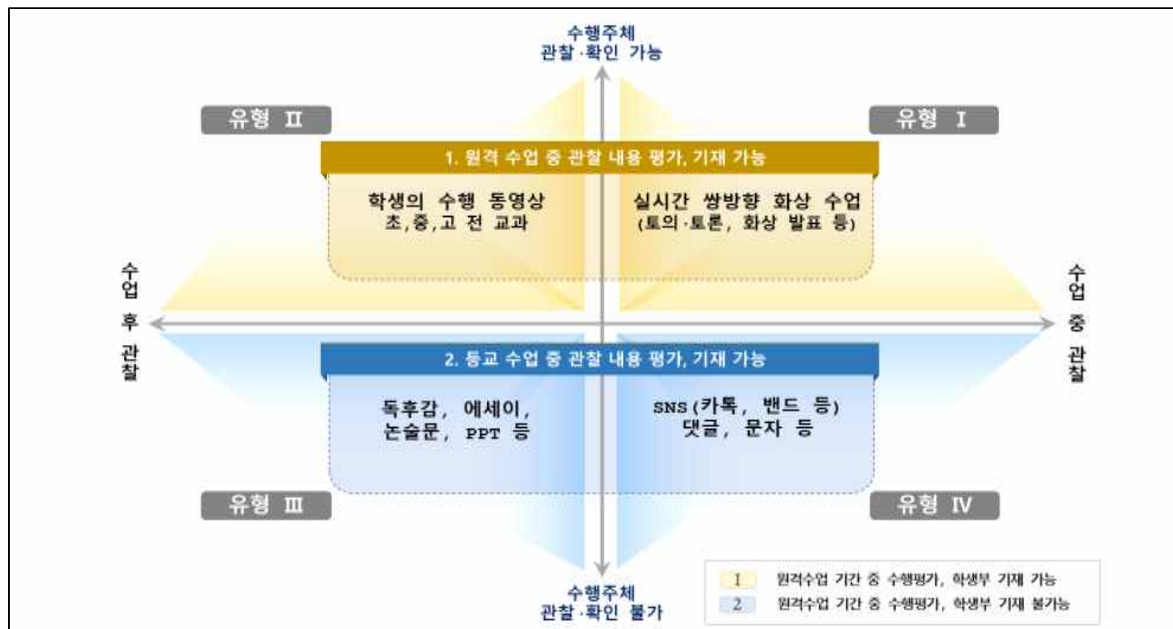 수행주체
관찰·확인 가능
유형 Ⅱ
유형 Ⅰ
1. 원격 수업 중 관찰 내용 평가, 기재 가능
학생의 수행 동영상
초,중,고 전 교과
실시간 쌍방향 화상 수업
(토의·토론, 화상 발표 등)
수업 후 관찰
수업 중 관찰
2. 등교 수업 중 관찰 내용 평가, 기재 가능
독후감, 에세이,
논술문, PPT 등
SNS(카톡, 밴드 등)
댓글, 문자 등
유형 Ⅲ
유형 Ⅳ
수행주체
관찰·확인 불가
1 원격수업 기간 중 수행평가, 학생부 기재 가능
2 원격수업 기간 중 수행평가, 학생부 기재 불가능